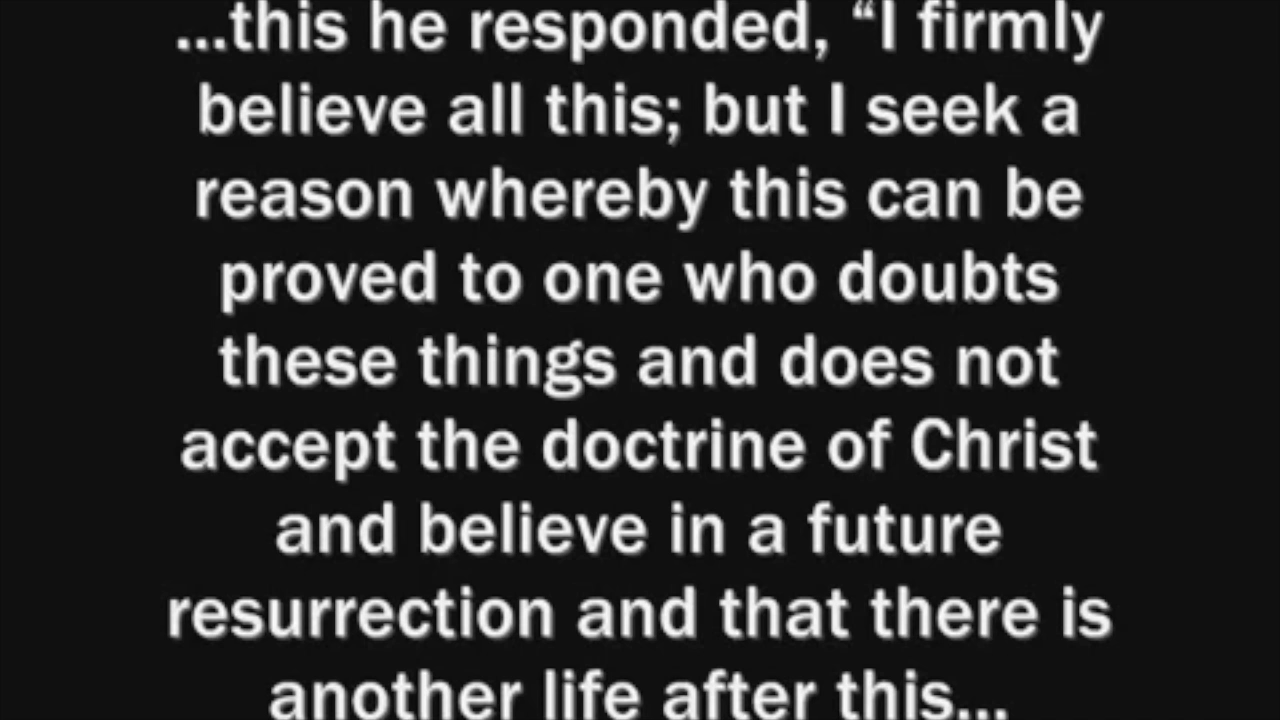 ...this he responded, “I firmly
believe all this; but I seek a
reason whereby this can be
proved to one who doubts
these things and does not
accept the doctrine of Christ
and believe in a future
resurrection and that there is
another life after this...